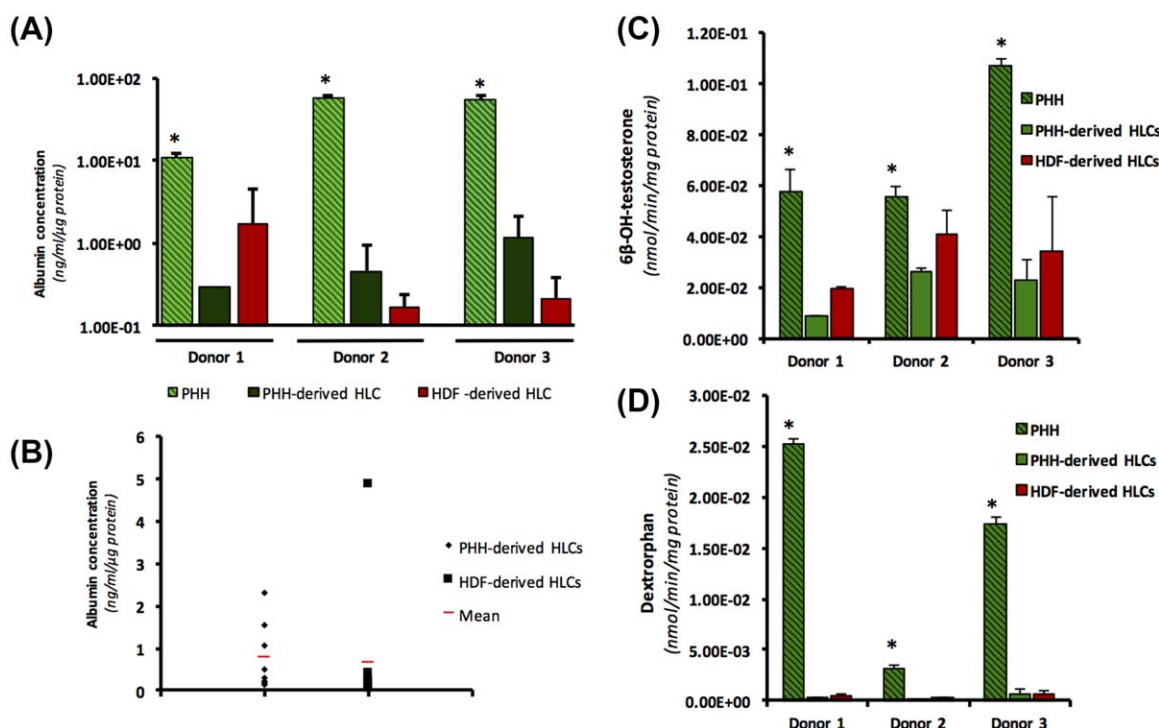 (A)
Albumin concentration
(ng/ml/µg protein)
1.00E+02
1.00E+01
1.00E+00
1.00E-01
*
*
*
Donor 1 Donor 2 Donor 3
PHH PHH-derived HLC HDF -derived HLC
(B)
Albumin concentration
(ng/ml/µg protein)
6
5
4
3
2
1
0
PHH-derived HLCs
HDF-derived HLCs
Mean
(C)
6β-OH-testosterone
(nmol/min/mg protein)
1.20E-01
1.00E-01
8.00E-02
6.00E-02
4.00E-02
2.00E-02
0.00E+00
*
*
*
PHH
PHH-derived HLCs
HDF-derived HLCs
Donor 1 Donor 2 Donor 3
(D)
Dextrorphan
(nmol/min/mg protein)
3.00E-02
2.50E-02
2.00E-02
1.50E-02
1.00E-02
5.00E-03
0.00E+00
*
*
*
PHH
PHH-derived HLCs
HDF-derived HLCs
Donor 1 Donor 2 Donor 3